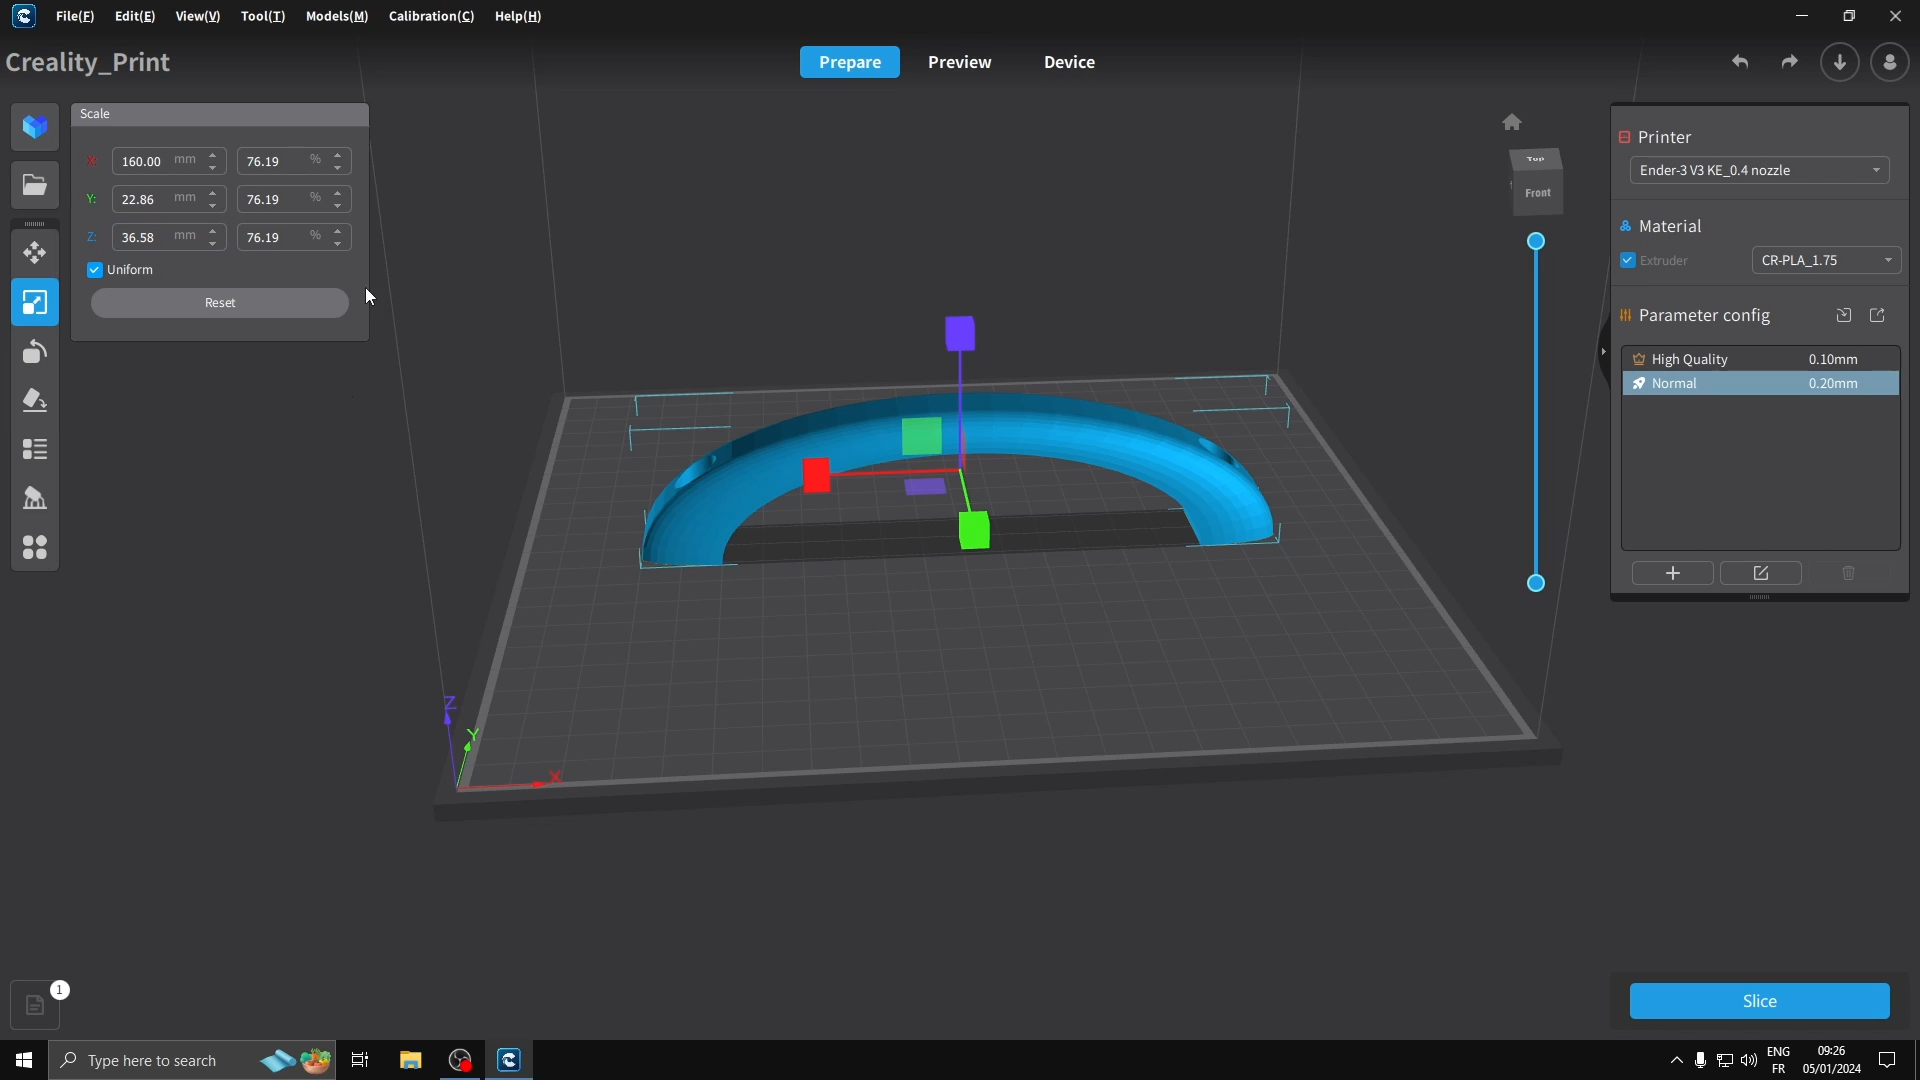 File(F) Edit(E) View(V) Tool(T) Models(M) Calibration(C) Help(H)
Creality_Print
Prepare Preview Device
Scale
X: 160.00 mm 76.19 %
Y: 22.86 mm 76.19 %
Z: 36.58 mm 76.19 %
Uniform
Reset
Top
Front
Printer
Ender-3 V3 KE_0.4 nozzle
Material
Extruder CR-PLA_1.75
Parameter config
High Quality 0.10mm
Normal 0.20mm
Z
Y
X
1
Slice
Type here to search
ENG
FR
09:26
05/01/2024